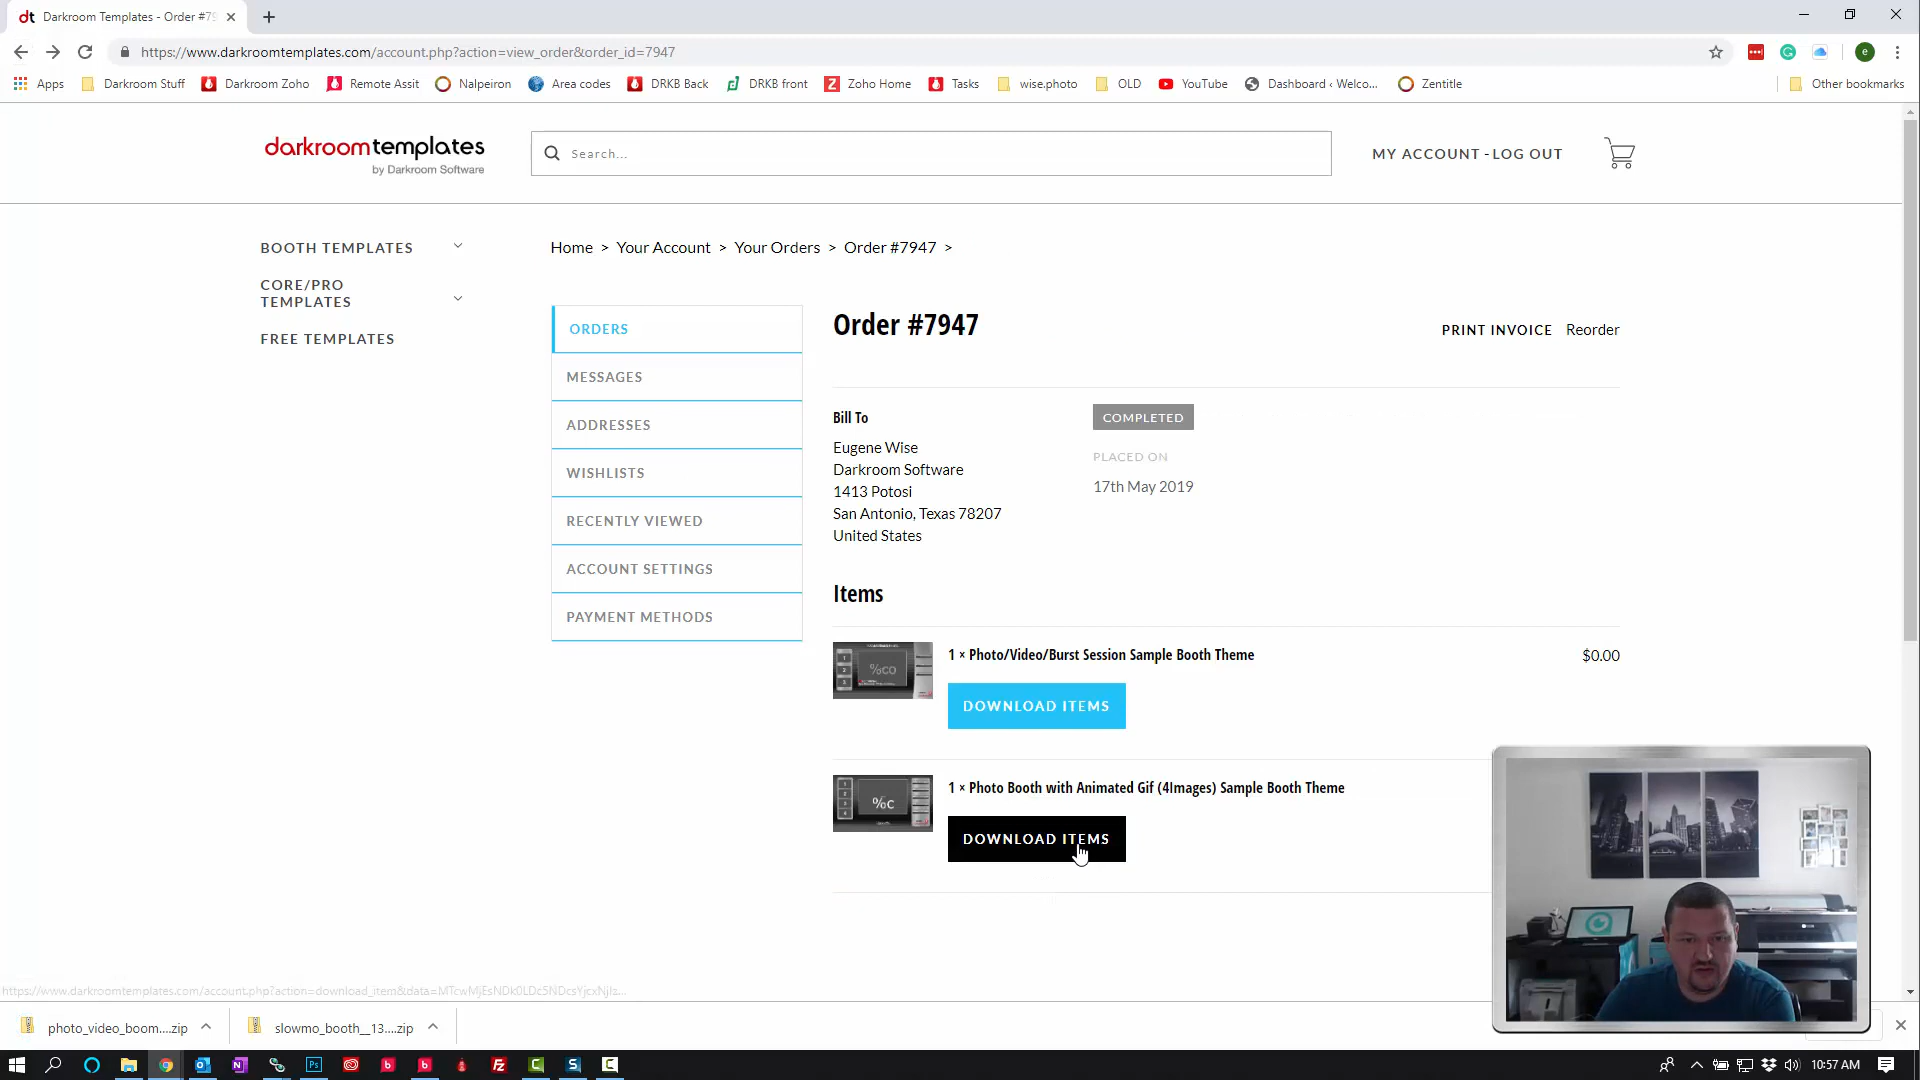 dt Darkroom Templates - Order #79
https://www.darkroomtemplates.com/account.php?action=view_order&order_id=7947
e
Apps Darkroom Stuff Darkroom Zoho Remote Assit Nalpeiron Area codes DRKB Back DRKB front Zoho Home Tasks wise.photo OLD YouTube Dashboard ‹ Welco... Zentitle Other bookmarks
darkroomtemplates
by Darkroom Software
Search...
MY ACCOUNT - LOG OUT
BOOTH TEMPLATES
CORE/PRO
TEMPLATES
FREE TEMPLATES
Home > Your Account > Your Orders > Order #7947 >
ORDERS
MESSAGES
ADDRESSES
WISHLISTS
RECENTLY VIEWED
ACCOUNT SETTINGS
PAYMENT METHODS
Order #7947
PRINT INVOICE Reorder
Bill To
Eugene Wise
Darkroom Software
1413 Potosi
San Antonio, Texas 78207
United States
COMPLETED
PLACED ON
17th May 2019
Items
%CO
1 × Photo/Video/Burst Session Sample Booth Theme
$0.00
DOWNLOAD ITEMS
%C
1 × Photo Booth with Animated Gif (4Images) Sample Booth Theme
DOWNLOAD ITEMS
photo_video_boom....zip
slowmo_booth__13....zip
10:57 AM